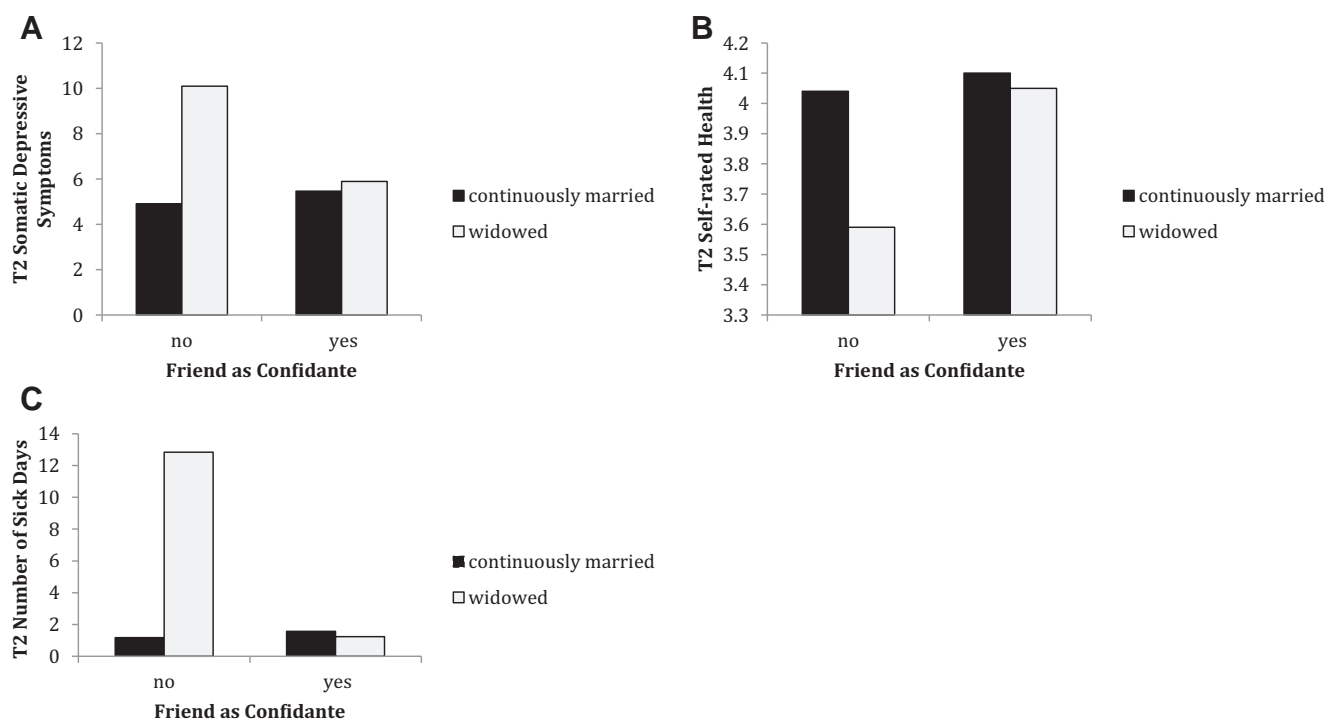 A
T2 Somatic Depressive
Symptoms
12
10
8
6
4
2
0
no
yes
Friend as Confidante
continuously married
widowed
B
T2 Self-rated Health
4.2
4.1
4
3.9
3.8
3.7
3.6
3.5
3.4
3.3
no
yes
Friend as Confidante
continuously married
widowed
C
T2 Number of Sick Days
14
12
10
8
6
4
2
0
no
yes
Friend as Confidante
continuously married
widowed